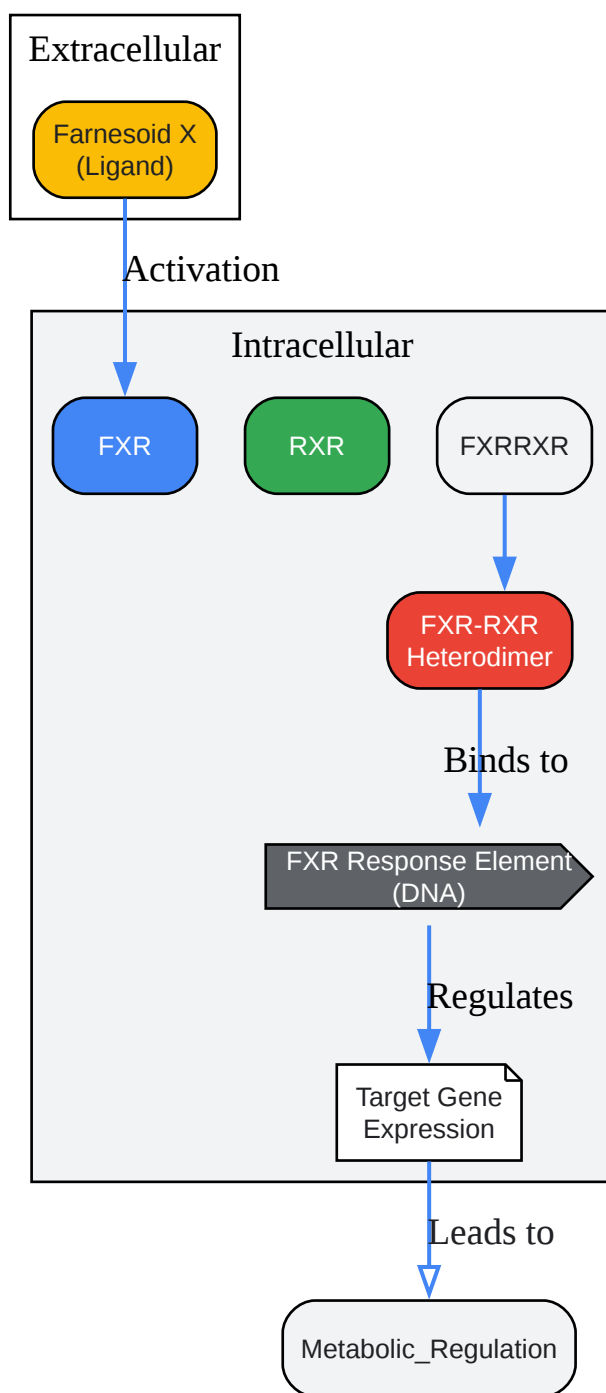 Extracellular
Farnesoid X
(Ligand)
Activation
Intracellular
FXR
RXR
FXRRXR
FXR-RXR
Heterodimer
Binds to
FXR Response Element
(DNA)
Regulates
Target Gene
Expression
Leads to
Metabolic_Regulation